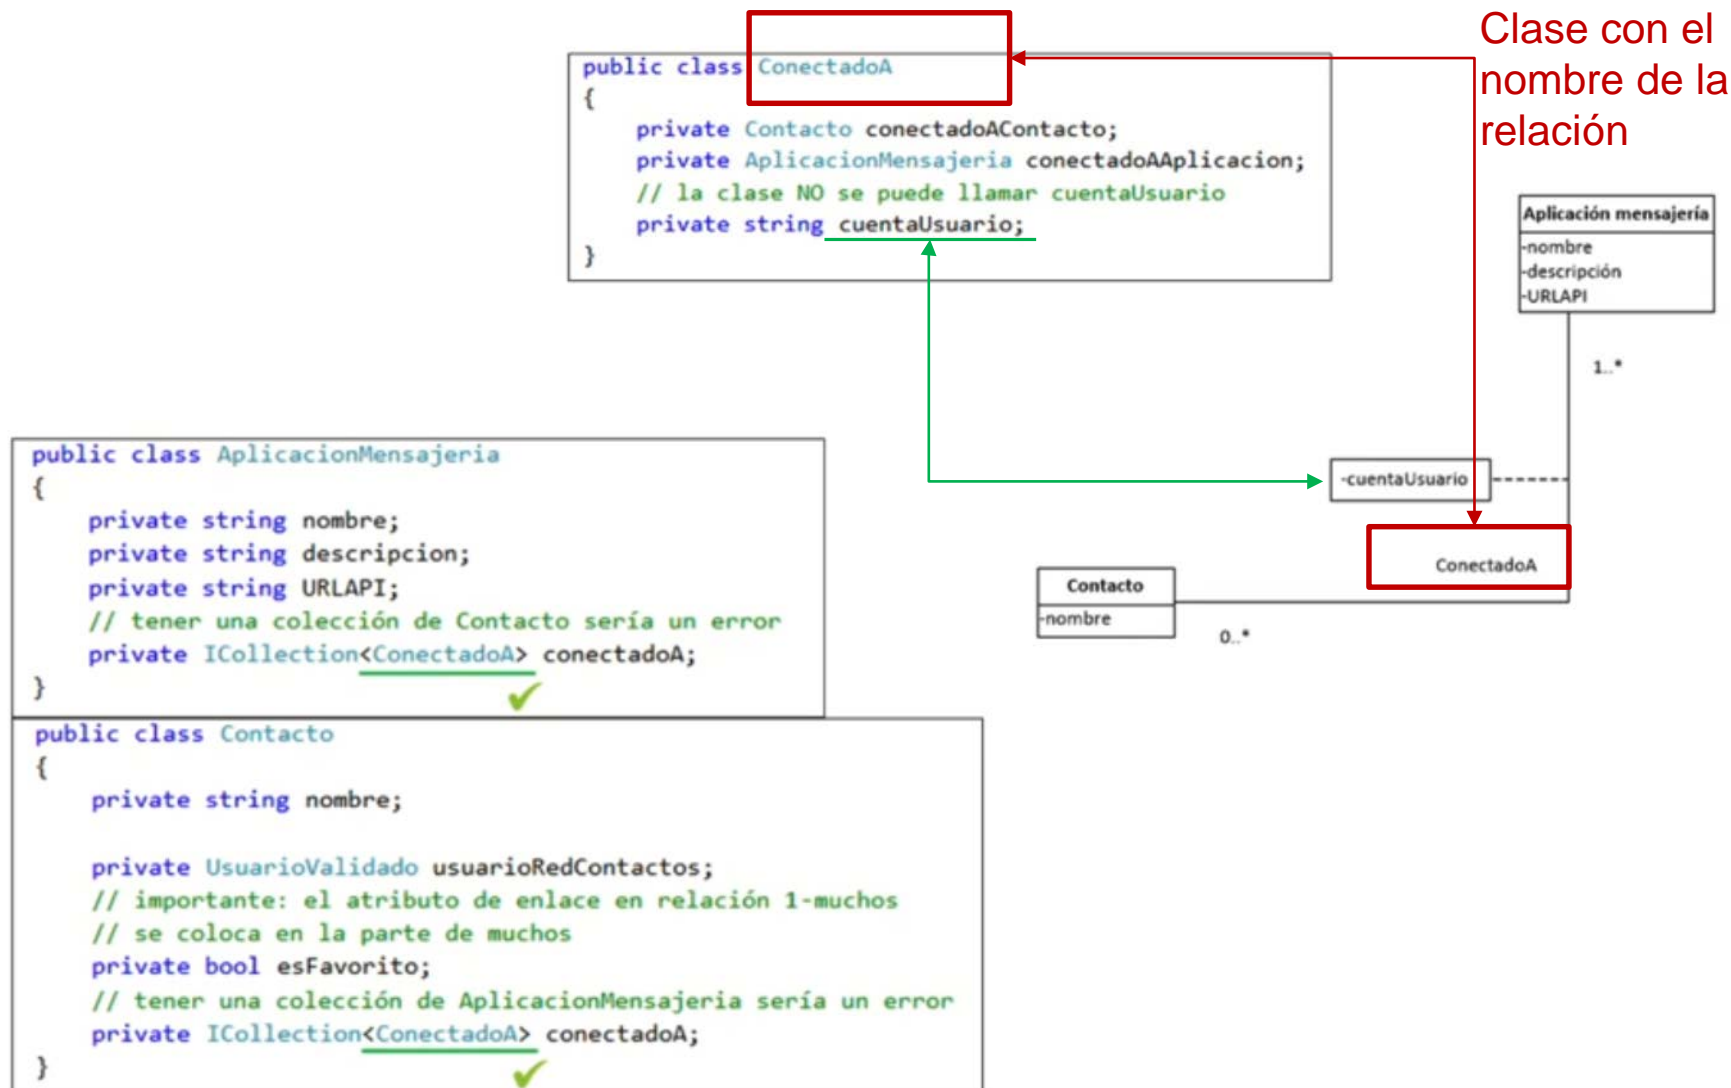 Clase con el
nombre de la
relación
public class ConectadoA
{
private Contacto conectadoAContacto;
private AplicacionMensajeria conectadoAAplicacion;
// la clase NO se puede llamar cuentaUsuario
private string cuentaUsuario;
}
Aplicación mensajería
-nombre
-descripción
-URLAPI
1..*
-cuentaUsuario
ConectadoA
Contacto
-nombre
0..*
public class AplicacionMensajeria
{
private string nombre;
private string descripcion;
private string URLAPI;
// tener una colección de Contacto sería un error
private ICollection<ConectadoA> conectadoA;
}
public class Contacto
{
private string nombre;
private UsuarioValidado usuarioRedContactos;
// importante: el atributo de enlace en relación 1-muchos
// se coloca en la parte de muchos
private bool esFavorito;
// tener una colección de AplicacionMensajeria sería un error
private ICollection<ConectadoA> conectadoA;
}